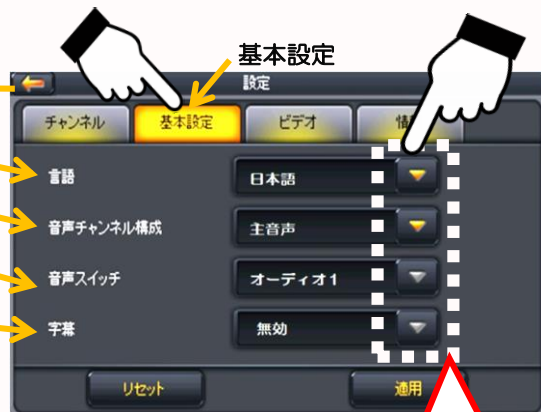 基本設定
設定
チャンネル 基本設定 ビデオ
言語 日本語
音声チャンネル構成 主音声
音声スイッチ オーディオ1
字幕 無効
リセット 適用